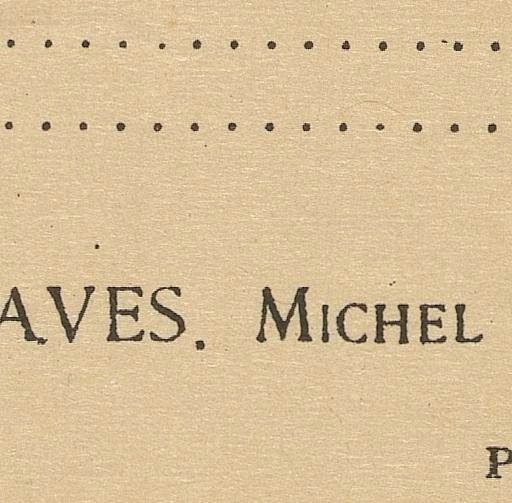 . . . . . . . . . . . . . .
. . . . . . . . . . . . . .
AVES. MICHEL
P